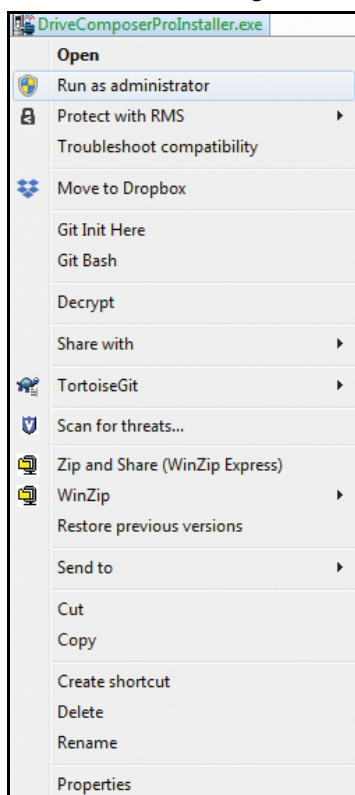 DriveComposerProInstaller.exe
Open
Run as administrator
Protect with RMS
Troubleshoot compatibility
Move to Dropbox
Git Init Here
Git Bash
Decrypt
Share with
TortoiseGit
Scan for threats...
Zip and Share (WinZip Express)
WinZip
Restore previous versions
Send to
Cut
Copy
Create shortcut
Delete
Rename
Properties